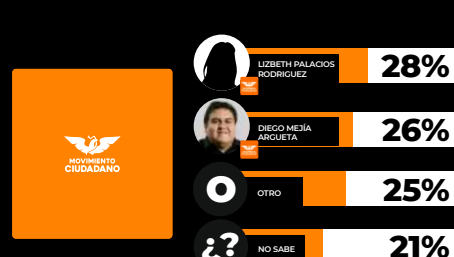 MOVIMIENTO
CIUDADANO
LIZBETH PALACIOS
RODRIGUEZ
28%
DIEGO MEJÍA
ARGUETA
26%
O
OTRO
25%
¿?
NO SABE
21%